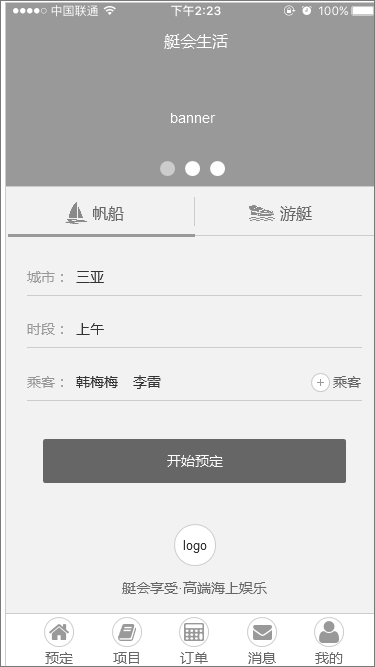 中国联通 下午2:23 100%
艇会生活
banner
帆船 游艇
城市： 三亚
时段： 上午
乘客： 韩梅梅 李雷 + 乘客
开始预定
logo
艇会享受·高端海上娱乐
预定 项目 订单 消息 我的